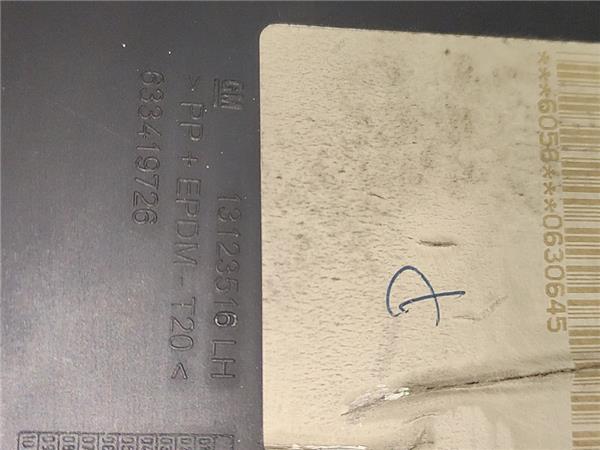 GM 13123516 LH
>PP+EPDM-T20<
633419726
***6058***0630645